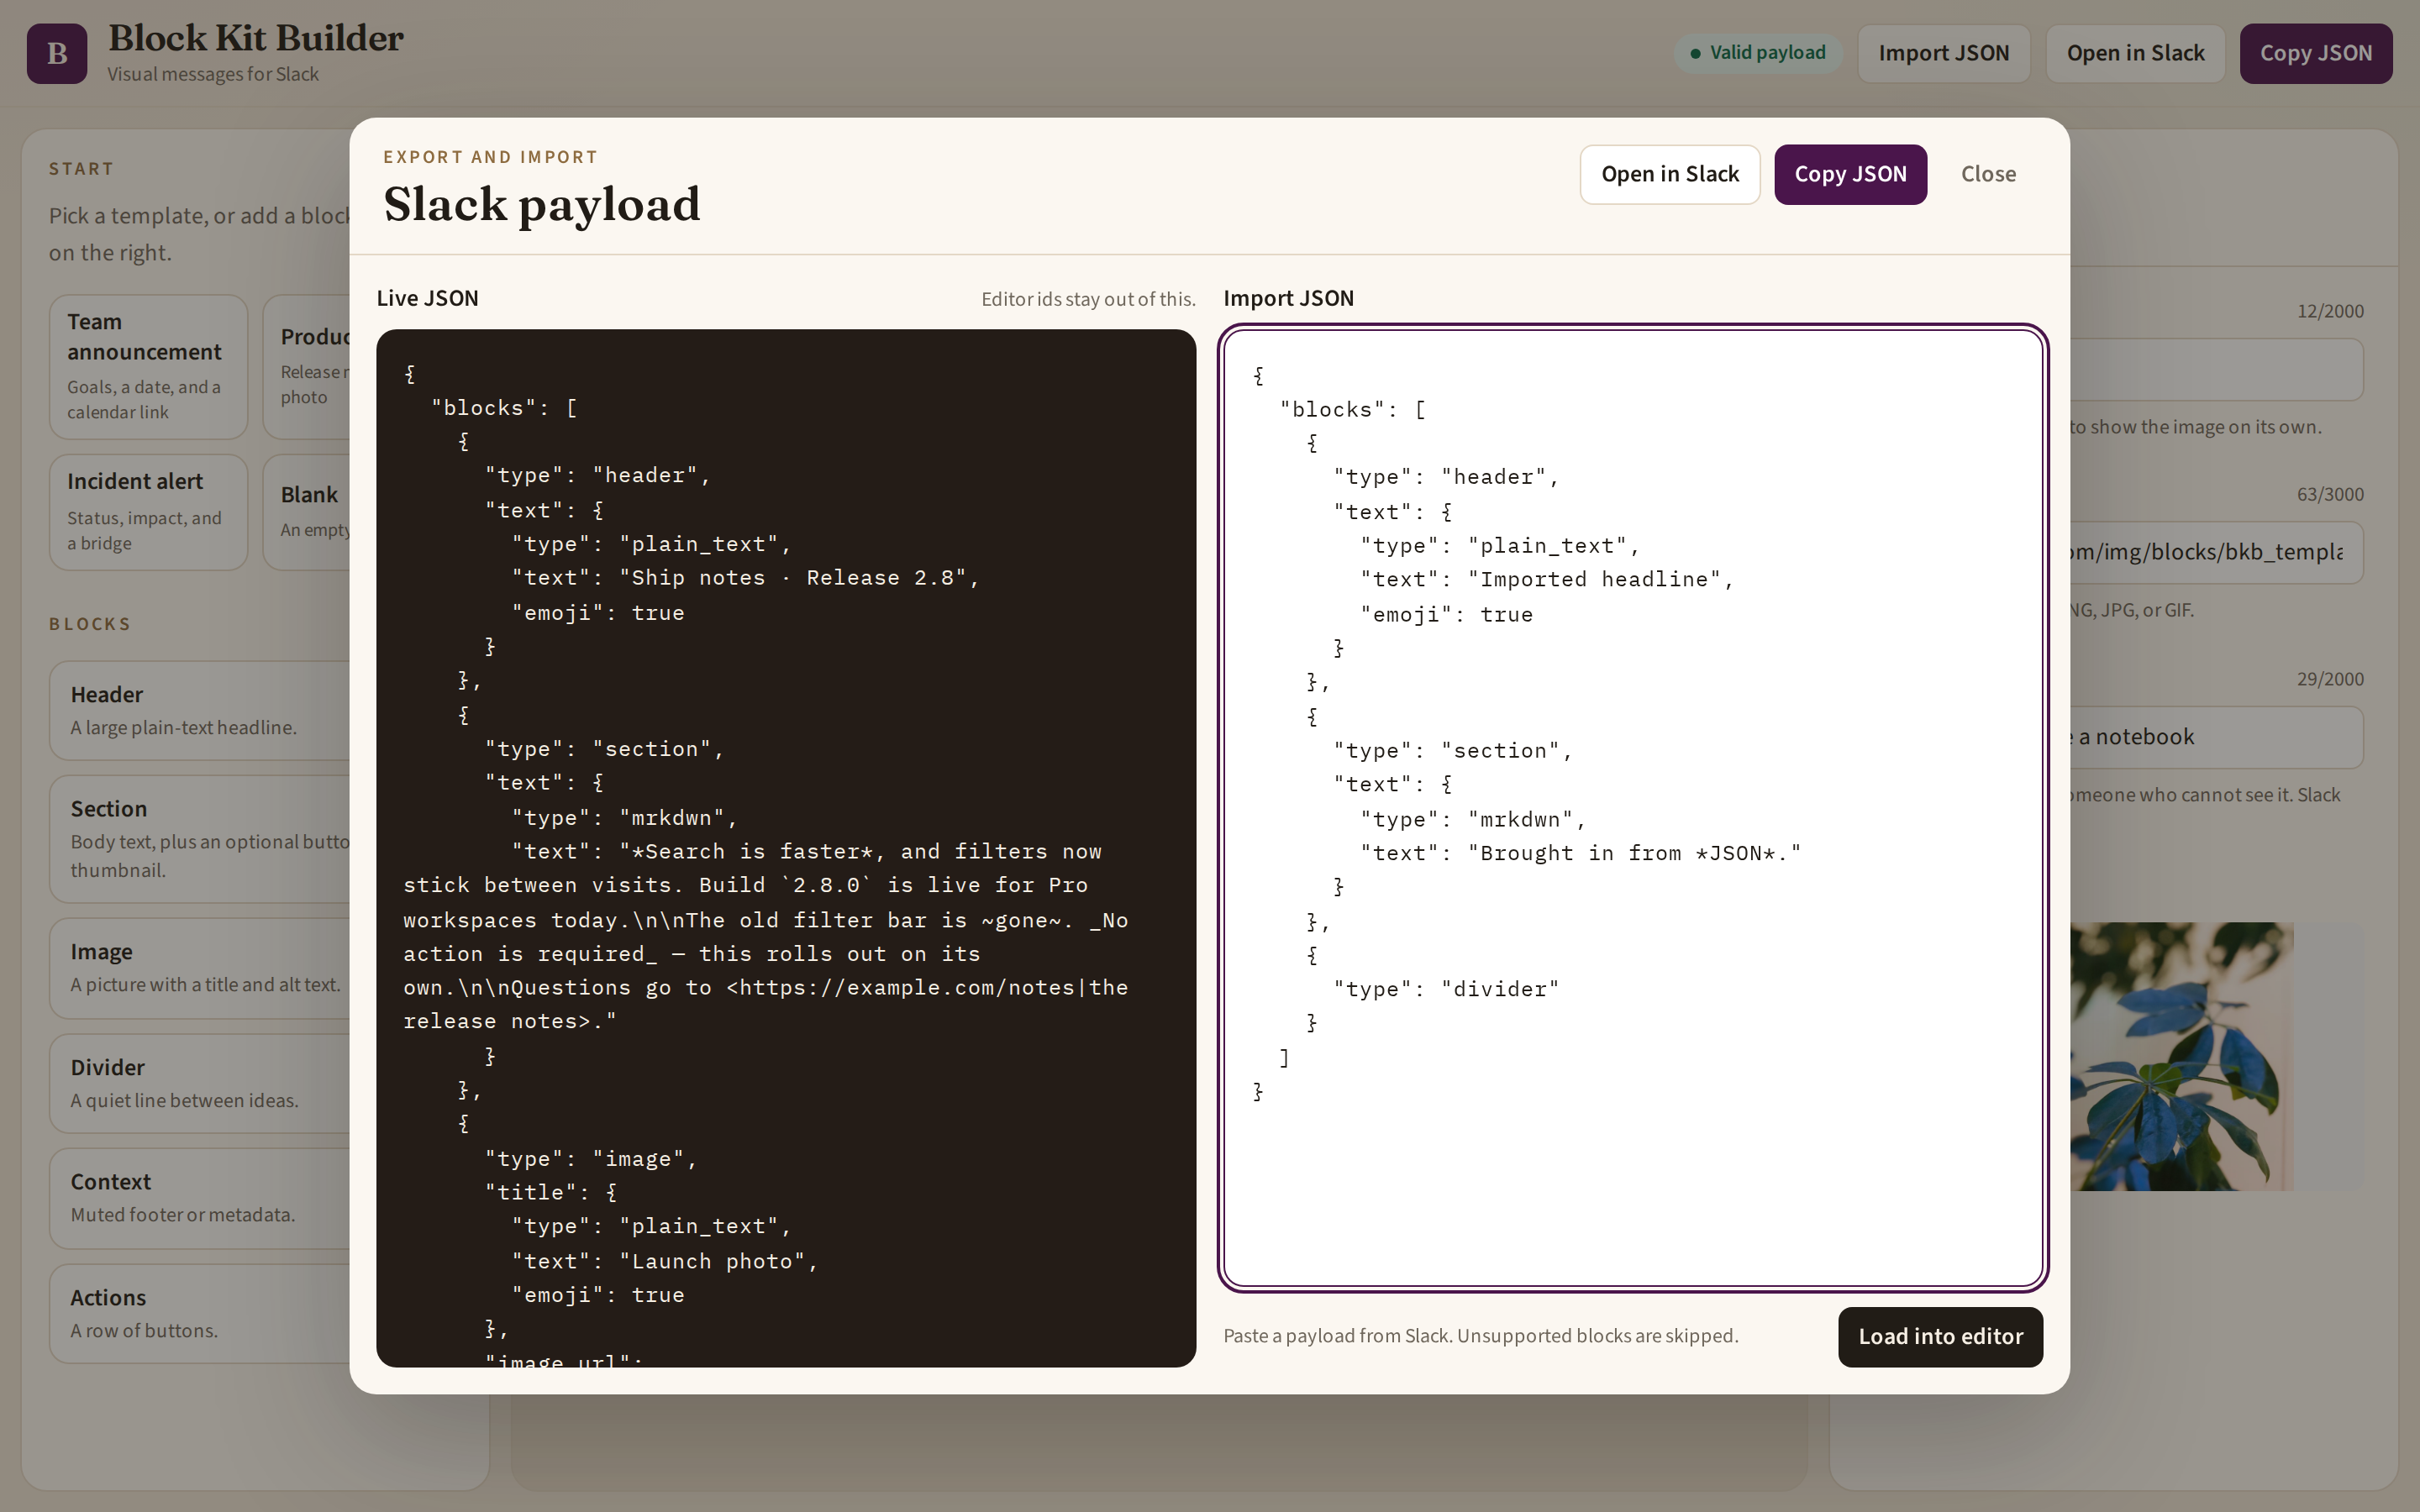 B
Block Kit Builder
Visual messages for Slack
Valid payload
Import JSON
Open in Slack
Copy JSON
START
Pick a template, or add a block
on the right.
Team
announcement
Goals, a date, and a
calendar link
Release
photo
Incident alert
Status, impact, and
a bridge
Blank
An empty
BLOCKS
Header
A large plain-text headline.
Section
Body text, plus an optional
thumbnail.
Image
A picture with a title and alt text.
Divider
A quiet line between ideas.
Context
Muted footer or metadata.
Actions
A row of buttons.
EXPORT AND IMPORT
Slack payload
Open in Slack
Copy JSON
Close
Live JSON
Editor ids stay out of this.
{
  "blocks": [
    {
      "type": "header",
      "text": {
        "type": "plain_text",
        "text": "Ship notes · Release 2.8",
        "emoji": true
      }
    },
    {
      "type": "section",
      "text": {
        "type": "mrkdwn",
        "text": "*Search is faster*, and filters now
stick between visits. Build `2.8.0` is live for Pro
workspaces today.\n\nThe old filter bar is ~gone~. _No
action is required_ — this rolls out on its
own.\n\nQuestions go to <https://example.com/notes|the
release notes>."
      }
    },
    {
      "type": "image",
      "title": {
        "type": "plain_text",
        "text": "Launch photo",
        "emoji": true
      },
      "image_url":
Import JSON
{
  "blocks": [
    {
      "type": "header",
      "text": {
        "type": "plain_text",
        "text": "Imported headline",
        "emoji": true
      }
    },
    {
      "type": "section",
      "text": {
        "type": "mrkdwn",
        "text": "Brought in from *JSON*."
      }
    },
    {
      "type": "divider"
    }
  ]
}
Paste a payload from Slack. Unsupported blocks are skipped.
Load into editor
12/2000
to show the image on its own.
63/3000
om/img/blocks/bkb_templa
NG, JPG, or GIF.
29/2000
a notebook
omeone who cannot see it. Slack